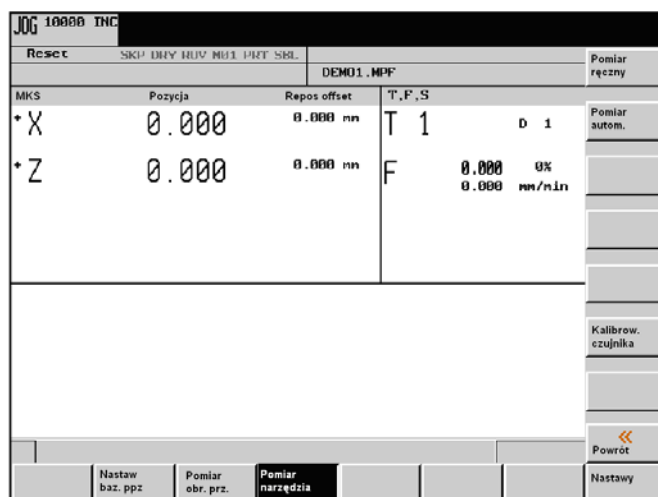 JOG 10000 INC
Reset SKP DRY ROV M01 PRT SBL
DEMO1.MPF
MKS Pozycja Repos offset T,F,S
+X 0.000 0.000 mm T 1 D 1
+Z 0.000 0.000 mm F 0.000 0%
0.000 mm/min
Pomiar
ręczny
Pomiar
autom.
Kalibrow.
czujnika
Powrót
Nastaw
baz. ppz
Pomiar
obr. prz.
Pomiar
narzędzia
Nastawy